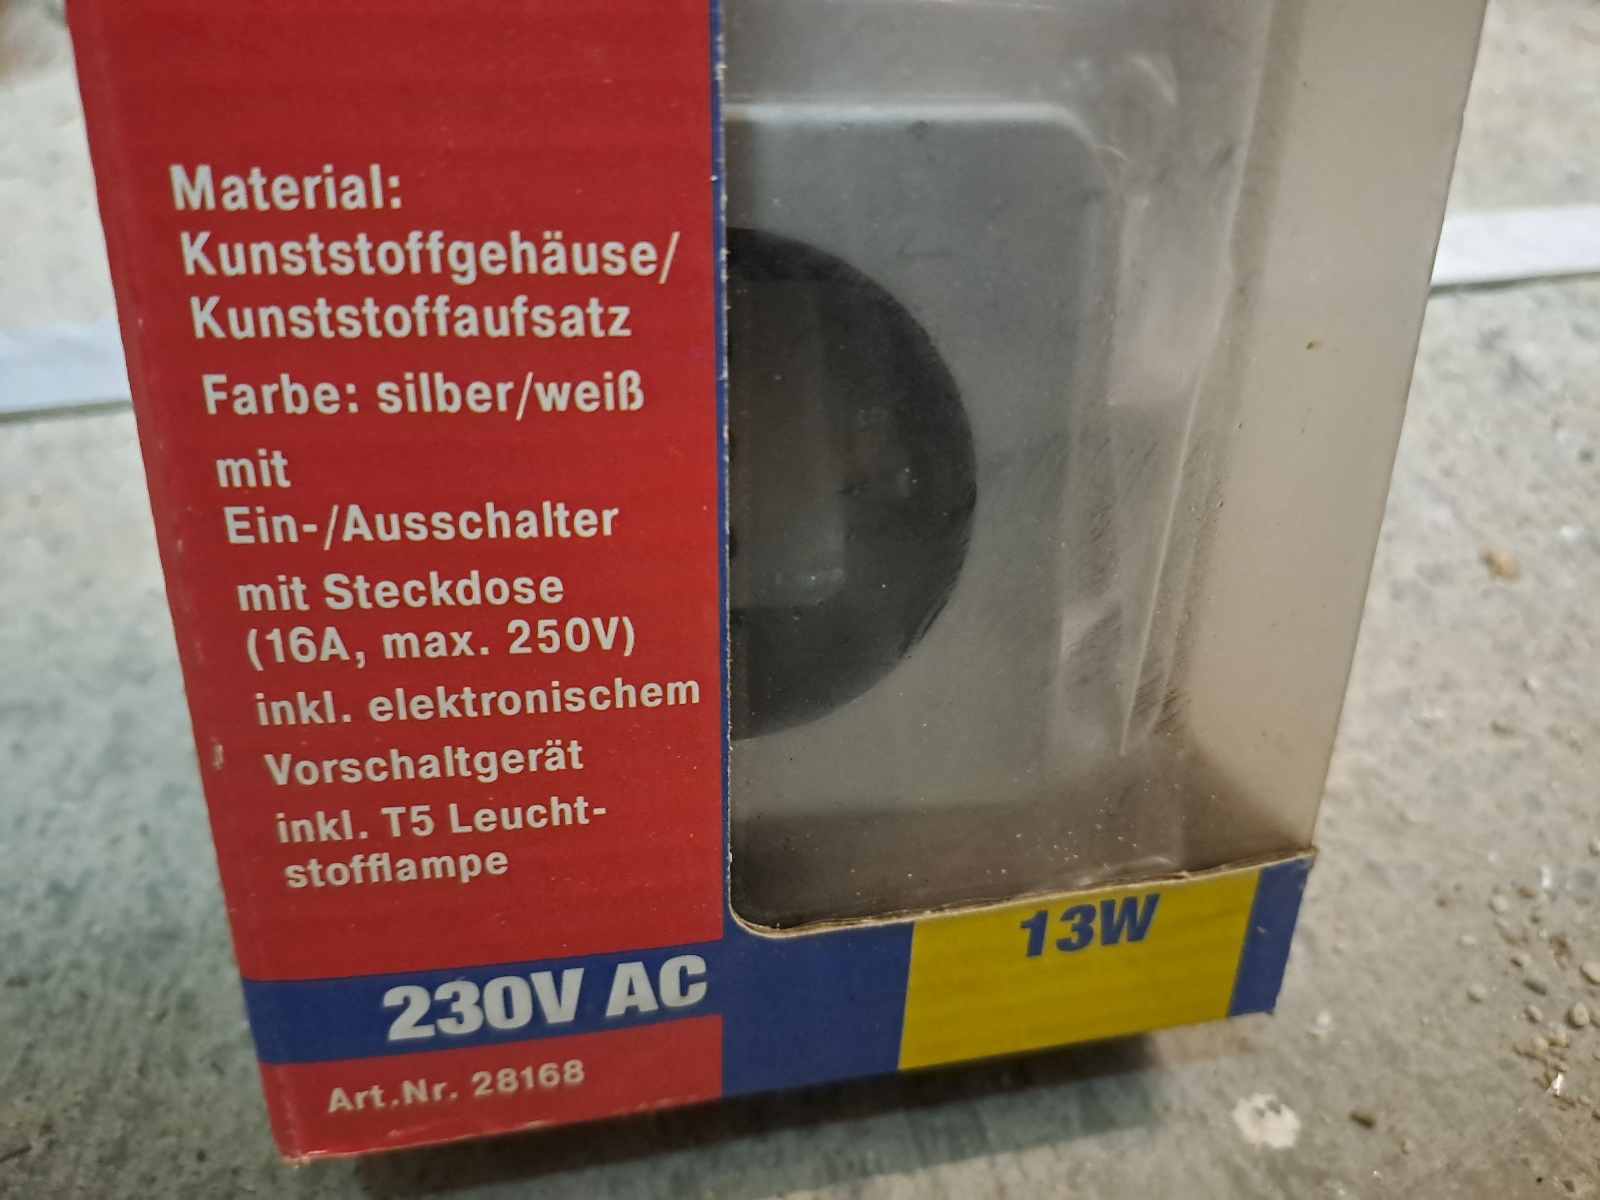 Material:
Kunststoffgehäuse/
Kunststoffaufsatz
Farbe: silber/weiß
mit
Ein-/Ausschalter
mit Steckdose
(16A, max. 250V)
inkl. elektronischem
Vorschaltgerät
inkl. T5 Leucht-
stofflampe
230V AC
13W
Art.Nr. 28168